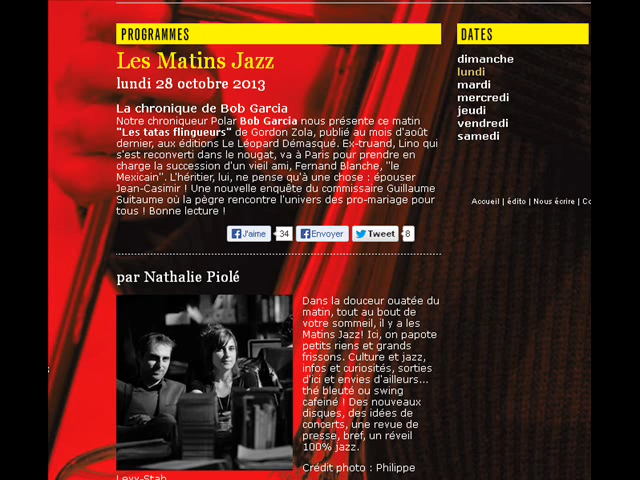 PROGRAMMES
Les Matins Jazz
lundi 28 octobre 2013
La chronique de Bob Garcia
Notre chroniqueur Polar Bob Garcia nous présente ce matin
"Les tatas flingueurs" de Gordon Zola, publié au mois d'août
dernier, aux éditions Le Léopard Démasqué. Ex-truand, Lino qui
s'est reconverti dans le nougat, va à Paris pour prendre en
charge la succession d'un vieil ami, Fernand Blanche, "le
Mexicain". L'héritier, lui, ne pense qu'à une chose : épouser
Jean-Casimir ! Une nouvelle enquête du commissaire Guillaume
Suitaume où la pègre rencontre l'univers des pro-mariage pour
tous ! Bonne lecture !
J'aime 34 Envoyer Tweet 8
par Nathalie Piolé
Dans la douceur ouatée du
matin, tout au bout de
votre sommeil, il y a les
Matins Jazz! Ici, on papote
petits riens et grands
frissons. Culture et jazz,
infos et curiosités, sorties
d'ici et envies d'ailleurs...
thé bleuté ou swing
caféiné ! Des nouveaux
disques, des idées de
concerts, une revue de
presse, bref, un réveil
100% jazz.
Crédit photo : Philippe
Levy-Stab
DATES
dimanche
lundi
mardi
mercredi
jeudi
vendredi
samedi
Accueil | édito | Nous écrire | Co